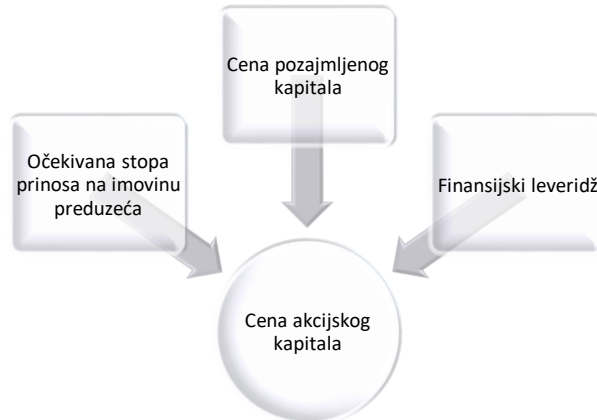 Cena pozajmljenog
kapitala
Očekivana stopa
prinosa na imovinu
preduzeća
Finansijski leveridž
Cena akcijskog
kapitala